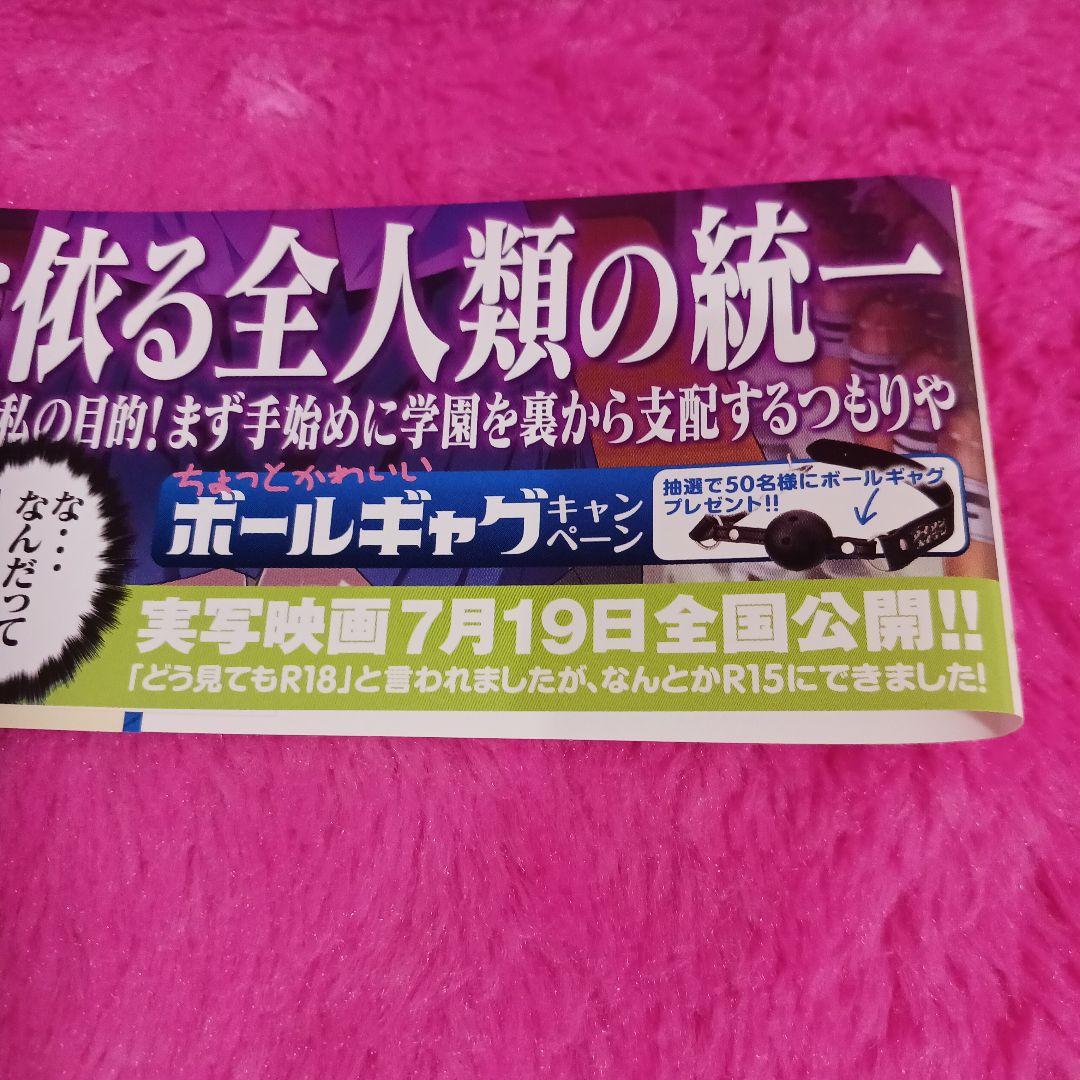 依る全人類の統一
私の目的!まず手始めに学園を裏から支配するつもりや
な…
なんだって
ちょっとかわいい
ボールギャグキャンペーン
抽選で50名様にボールギャグ
プレゼント!!
実写映画7月19日全国公開!!
「どう見てもR18」と言われましたが、なんとかR15にできました!